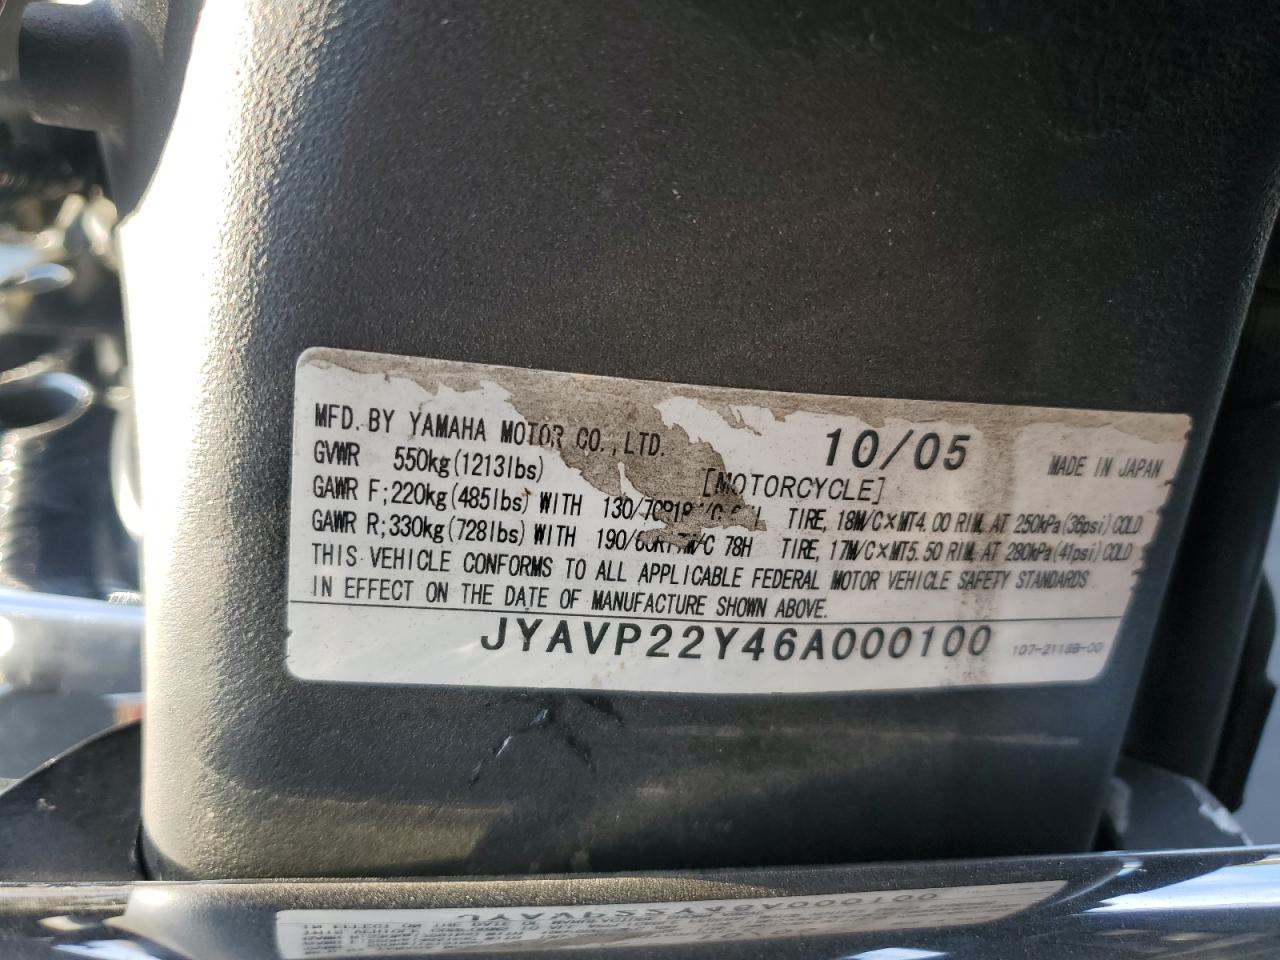 MFD. BY YAMAHA MOTOR CO., LTD. 10/05 MADE IN JAPAN
GVWR 550kg(1213lbs) [MOTORCYCLE]
GAWR F;220kg(485lbs) WITH TIRE, 18M/C×MT4.00 RIM, AT 250kPa(36psi) COLD
GAWR R;330kg(728lbs) WITH 78H TIRE, 17M/C×MT5.50 RIM, AT 280kPa(41psi) COLD
THIS VEHICLE CONFORMS TO ALL APPLICABLE FEDERAL MOTOR VEHICLE SAFETY STANDARDS
IN EFFECT ON THE DATE OF MANUFACTURE SHOWN ABOVE.
JYAVP22Y46A000100 1D7-2118B-00